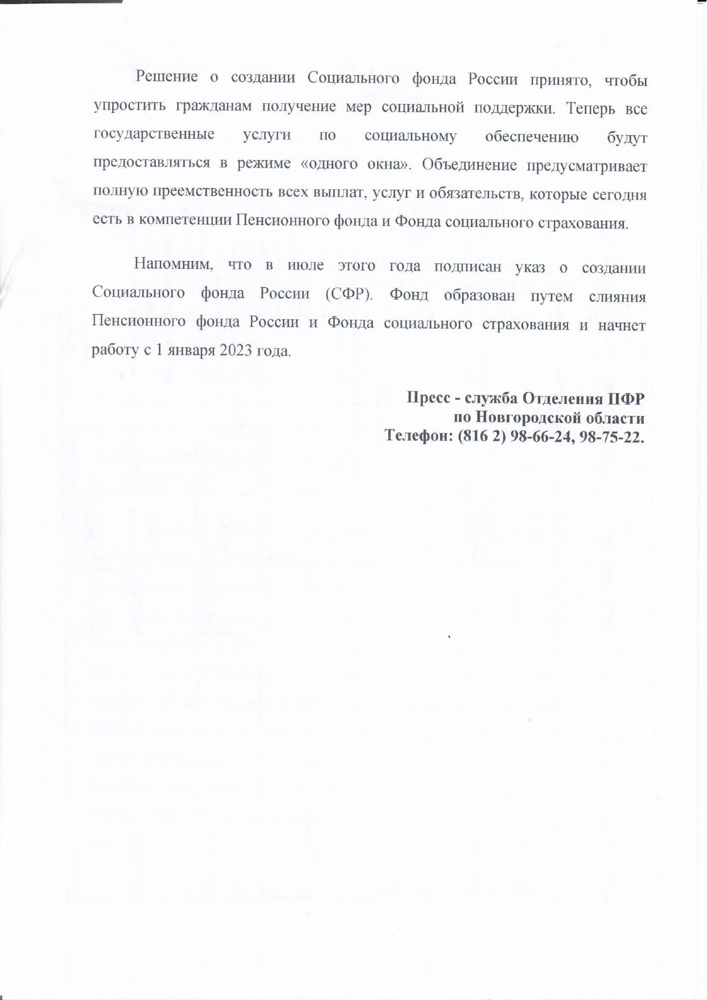 Решение о создании Социального фонда России принято, чтобы
упростить гражданам получение мер социальной поддержки. Теперь все
государственные услуги по социальному обеспечению будут
предоставляться в режиме «одного окна». Объединение предусматривает
полную преемственность всех выплат, услуг и обязательств, которые сегодня
есть в компетенции Пенсионного фонда и Фонда социального страхования.
Напомним, что в июле этого года подписан указ о создании
Социального фонда России (СФР). Фонд образован путем слияния
Пенсионного фонда России и Фонда социального страхования и начнет
работу с 1 января 2023 года.
Пресс - служба Отделения ПФР
по Новгородской области
Телефон: (816 2) 98-66-24, 98-75-22.